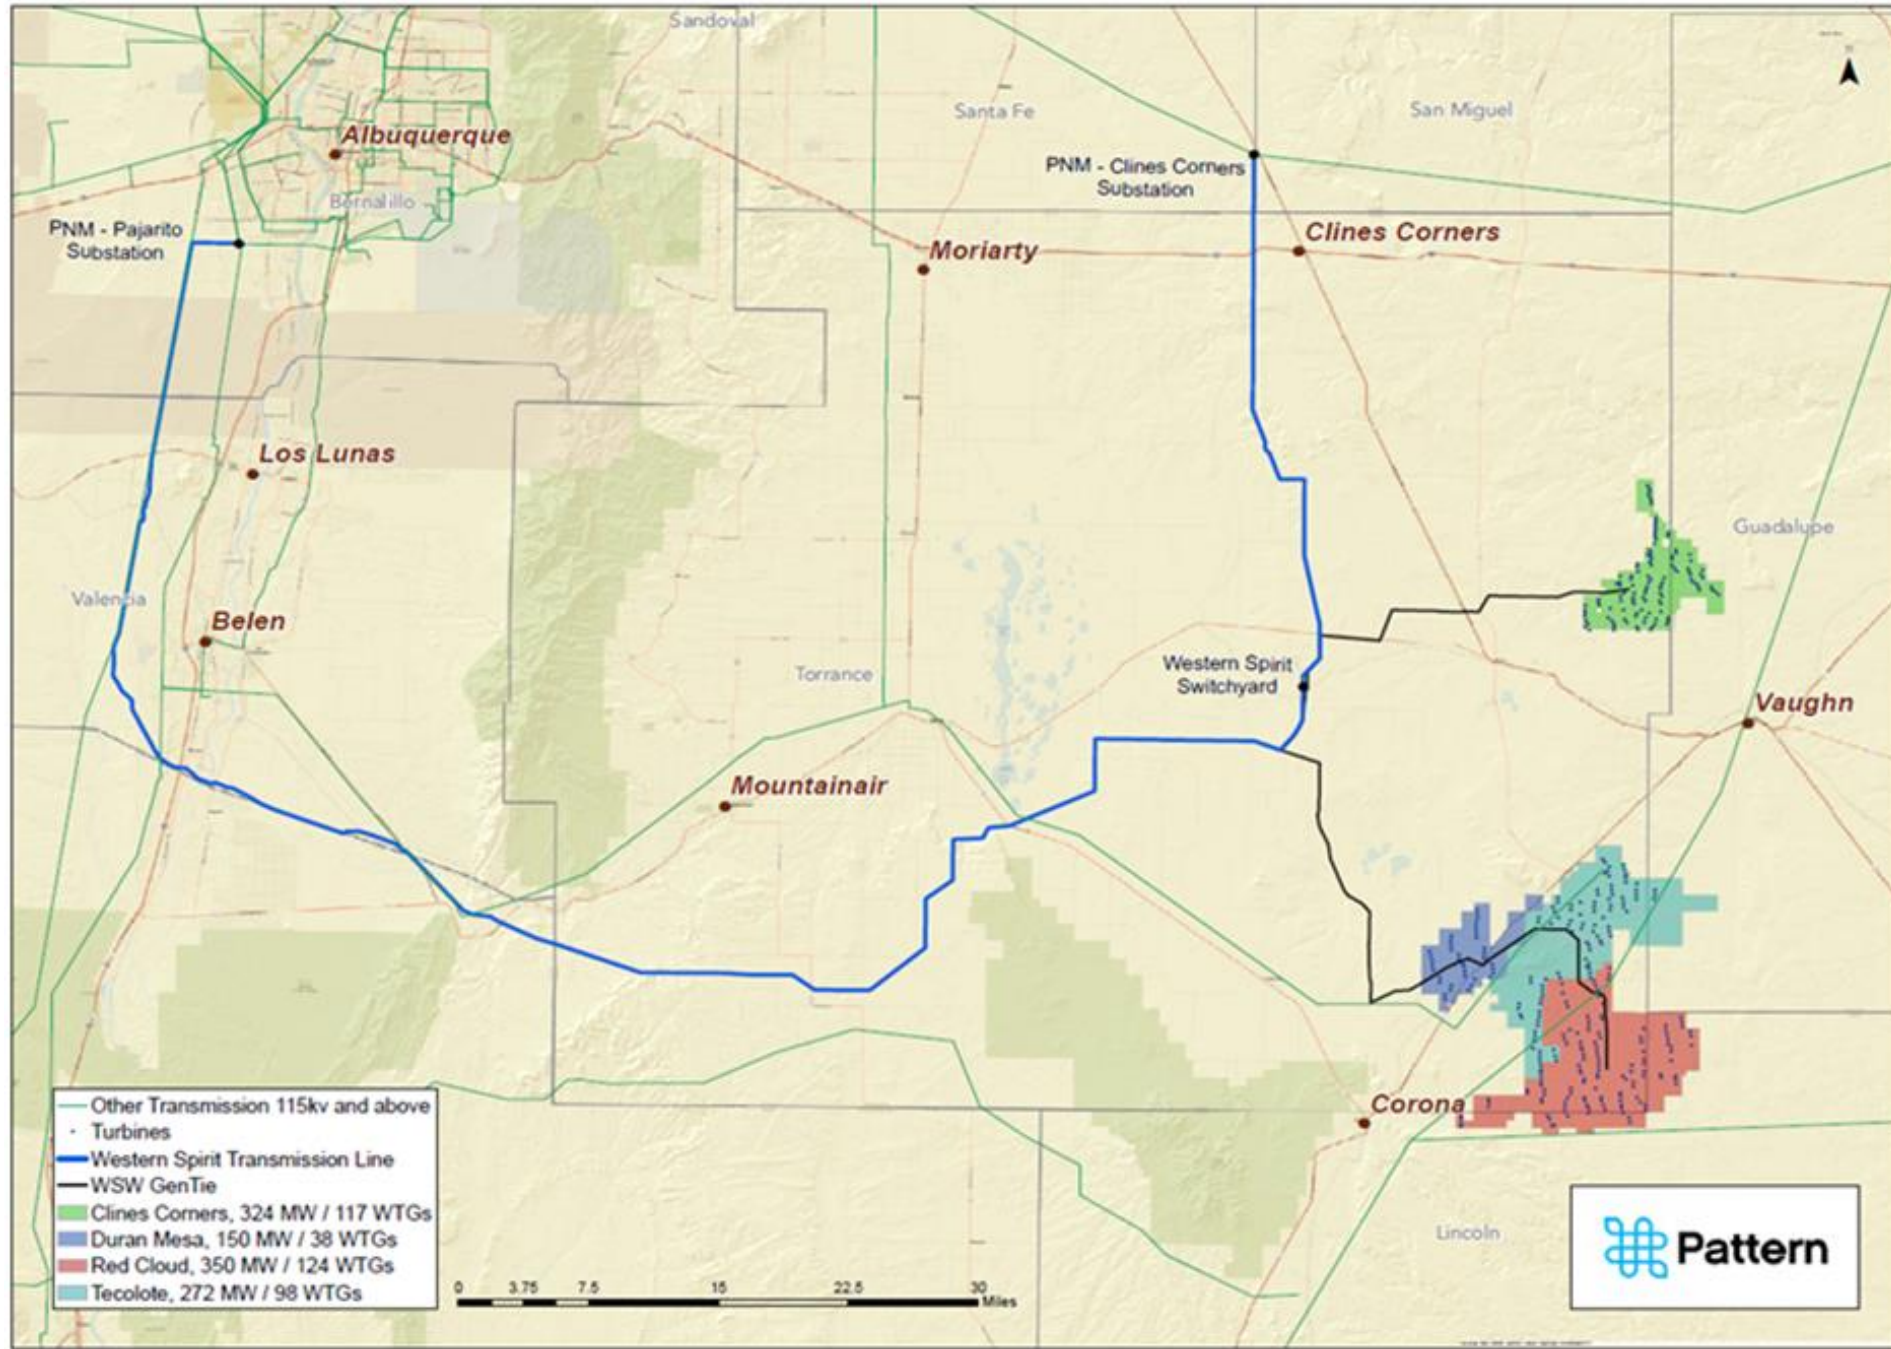 Sandoval
Santa Fe
San Miguel
Albuquerque
Bernalillo
PNM - Clines Corners
Substation
PNM - Pajarito
Substation
Clines Corners
Moriarty
Los Lunas
Guadalupe
Valencia
Belen
Torrance
Western Spirit
Switchyard
Vaughn
Mountainair
Corona
Lincoln
Other Transmission 115kv and above
Turbines
Western Spirit Transmission Line
WSW GenTie
Clines Corners, 324 MW / 117 WTGs
Duran Mesa, 150 MW / 38 WTGs
Red Cloud, 350 MW / 124 WTGs
Tecolote, 272 MW / 98 WTGs
0 3.75 7.5 15 22.5 30
Miles
Pattern